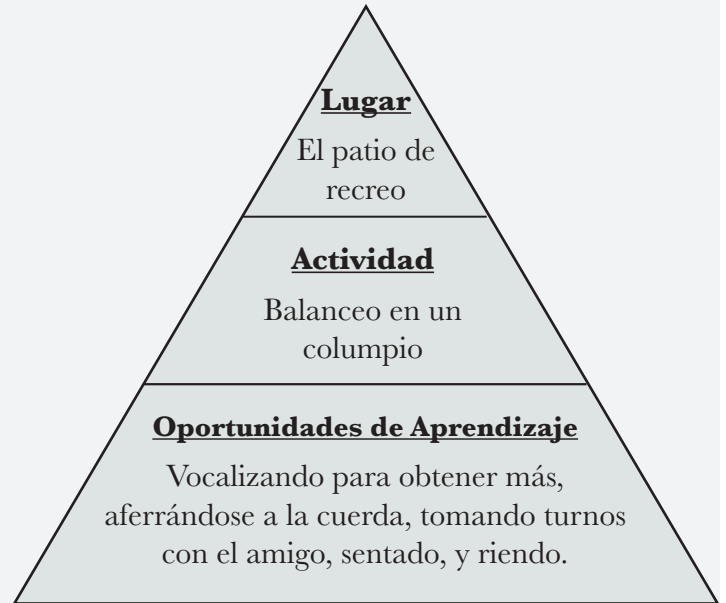 Lugar
El patio de
recreo
Actividad
Balanceo en un
columpio
Oportunidades de Aprendizaje
Vocalizando para obtener más,
aferrándose a la cuerda, tomando turnos
con el amigo, sentado, y riendo.